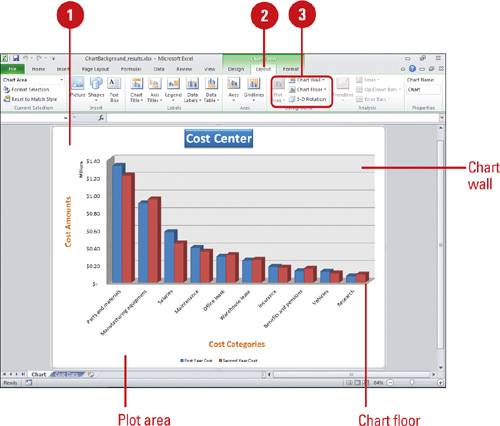 1
2
3
ChartBackground_results.xlsx - Microsoft Excel
File Home Insert Page Layout Formulas Data Review View Design Layout Format
Chart Area
Format Selection
Reset to Match Style
Current Selection
Picture Shapes Text Box
Insert
Chart Title Axis Titles Legend Data Labels Data Table
Labels
Axes Gridlines
Axes
Plot
Chart Wall
Chart Floor
3-D Rotation
Trendline
Lines
Up/Down Bars
Error Bars
Analysis
Chart Name:
Chart
Properties
Cost Center
Millions
Cost Amounts
$1.40
$1.20
$1.00
$0.80
$0.60
$0.40
$0.20
$-
Parts and materials
Manufacturing equipment
Salaries
Maintenance
Office lease
Warehouse lease
Insurance
Benefits and pensions
Vehicles
Research
Cost Categories
First Year Cost Second Year Cost
Chart wall
Chart Cost Data
Ready
84%
Plot area
Chart floor